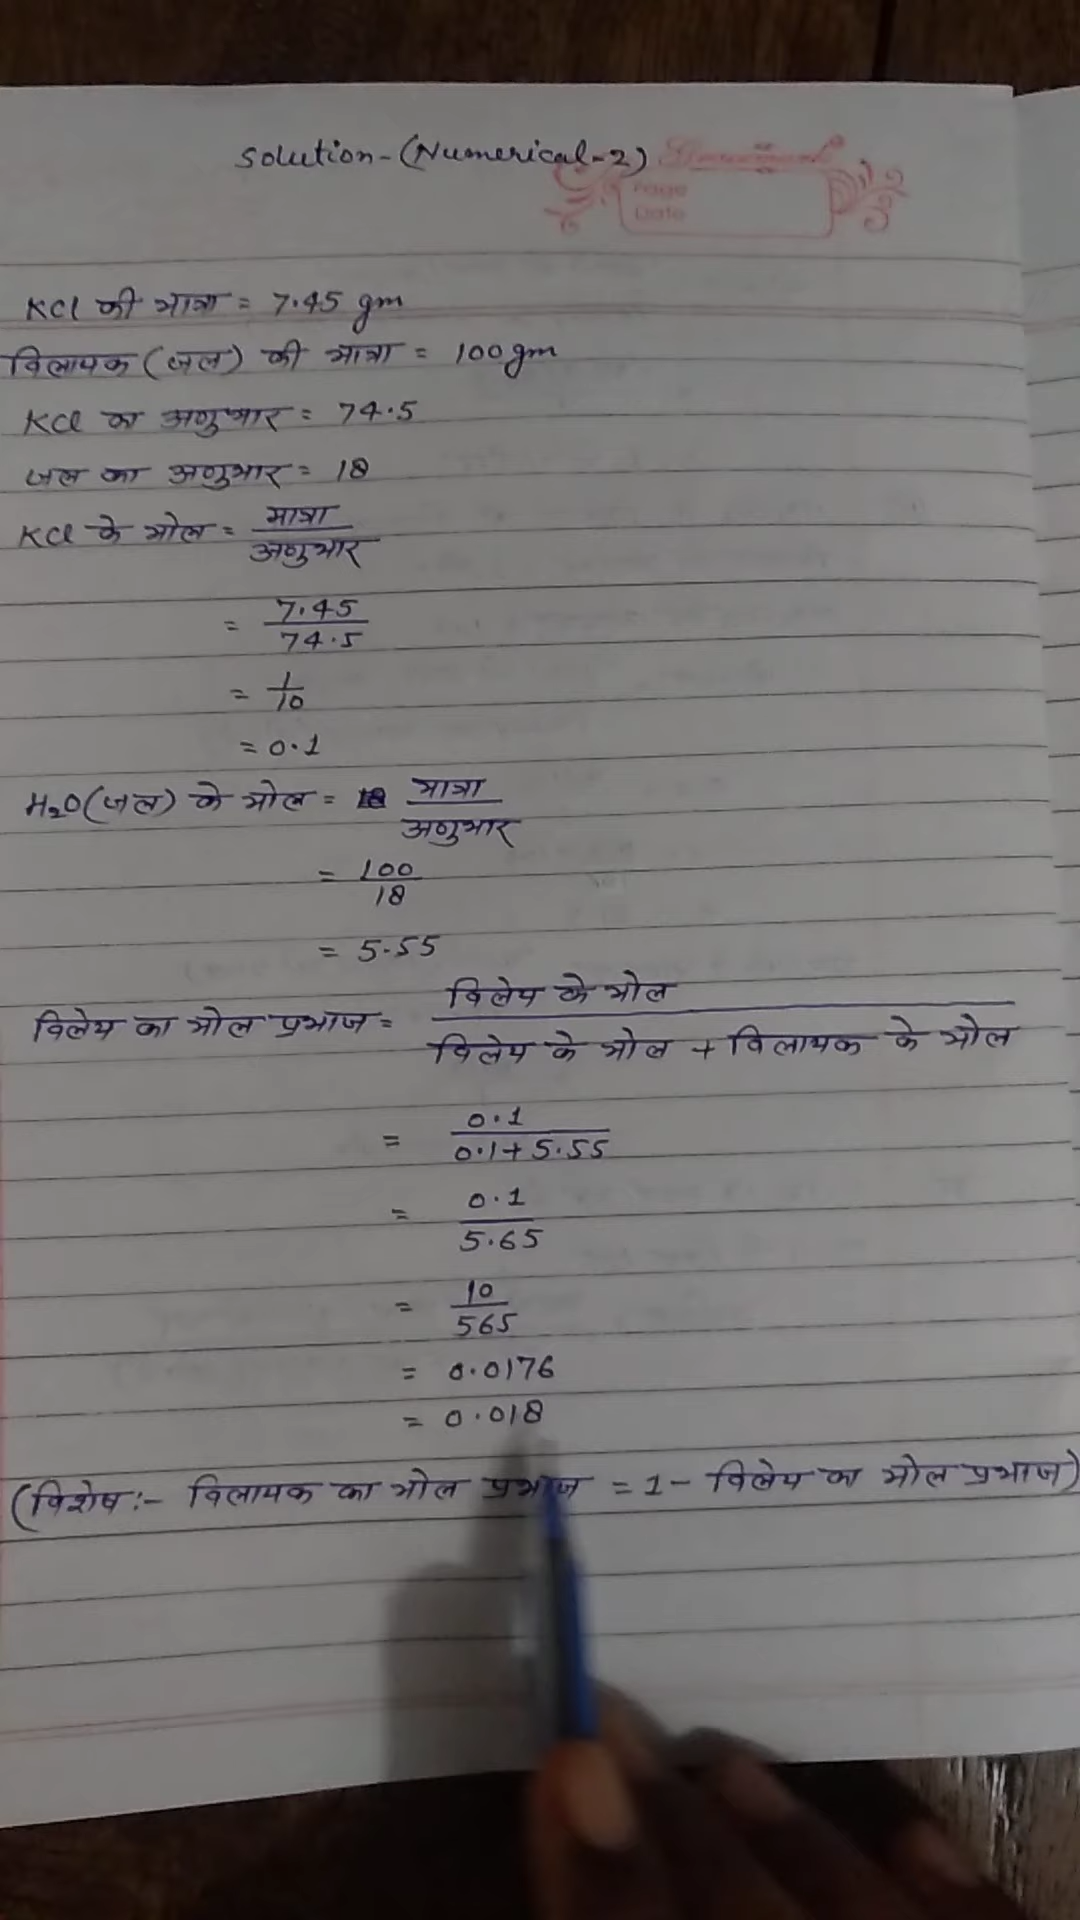 Solution-(Numerical-2)
Page
Date
KCl की मात्रा = 7.45 gm
विलायक (जल) की मात्रा = 100gm
KCl का अणुभार = 74.5
जल का अणुभार = 18
KCl के मोल = मात्रा
अणुभार
= 7.45
74.5
= 1/10
= 0.1
H₂O(जल) के मोल = 18 मात्रा
अणुभार
= 100
18
= 5.55
विलेय का मोल प्रभाज = विलेय के मोल
विलेय के मोल + विलायक के मोल
= 0.1
0.1+5.55
= 0.1
5.65
= 10
565
= 0.0176
= 0.018
(विशेष:- विलायक का मोल प्रभाज = 1 - विलेय का मोल प्रभाज)